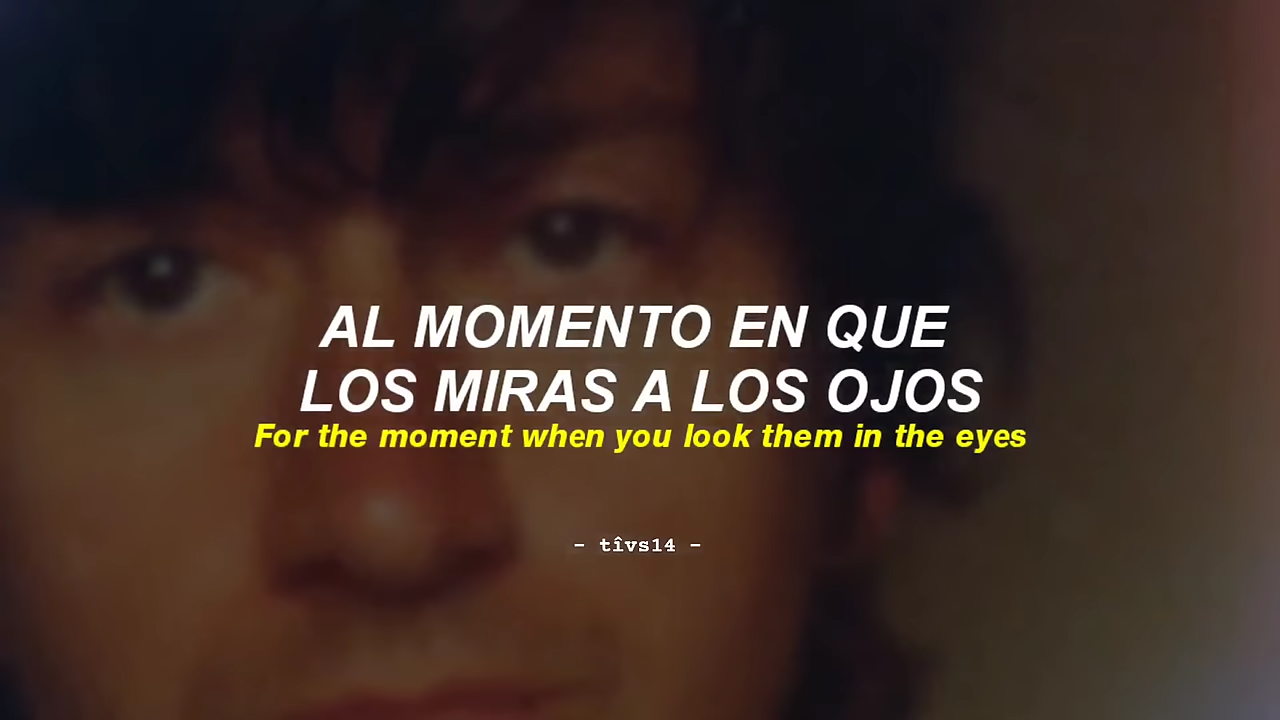 AL MOMENTO EN QUE
LOS MIRAS A LOS OJOS
For the moment when you look them in the eyes
- tîvs14 -